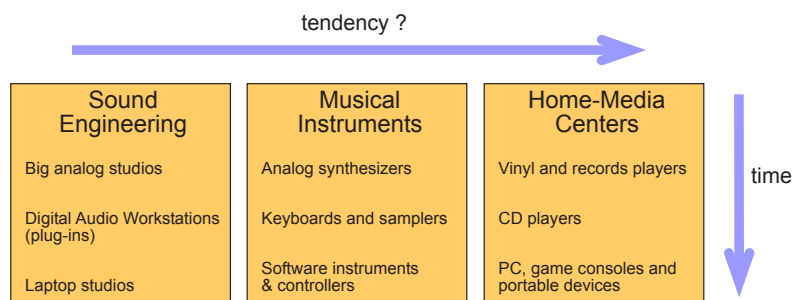 tendency ?
Sound
Engineering
Big analog studios
Digital Audio Workstations
(plug-ins)
Laptop studios
Musical
Instruments
Analog synthesizers
Keyboards and samplers
Software instruments
& controllers
Home-Media
Centers
Vinyl and records players
CD players
PC, game consoles and
portable devices
time